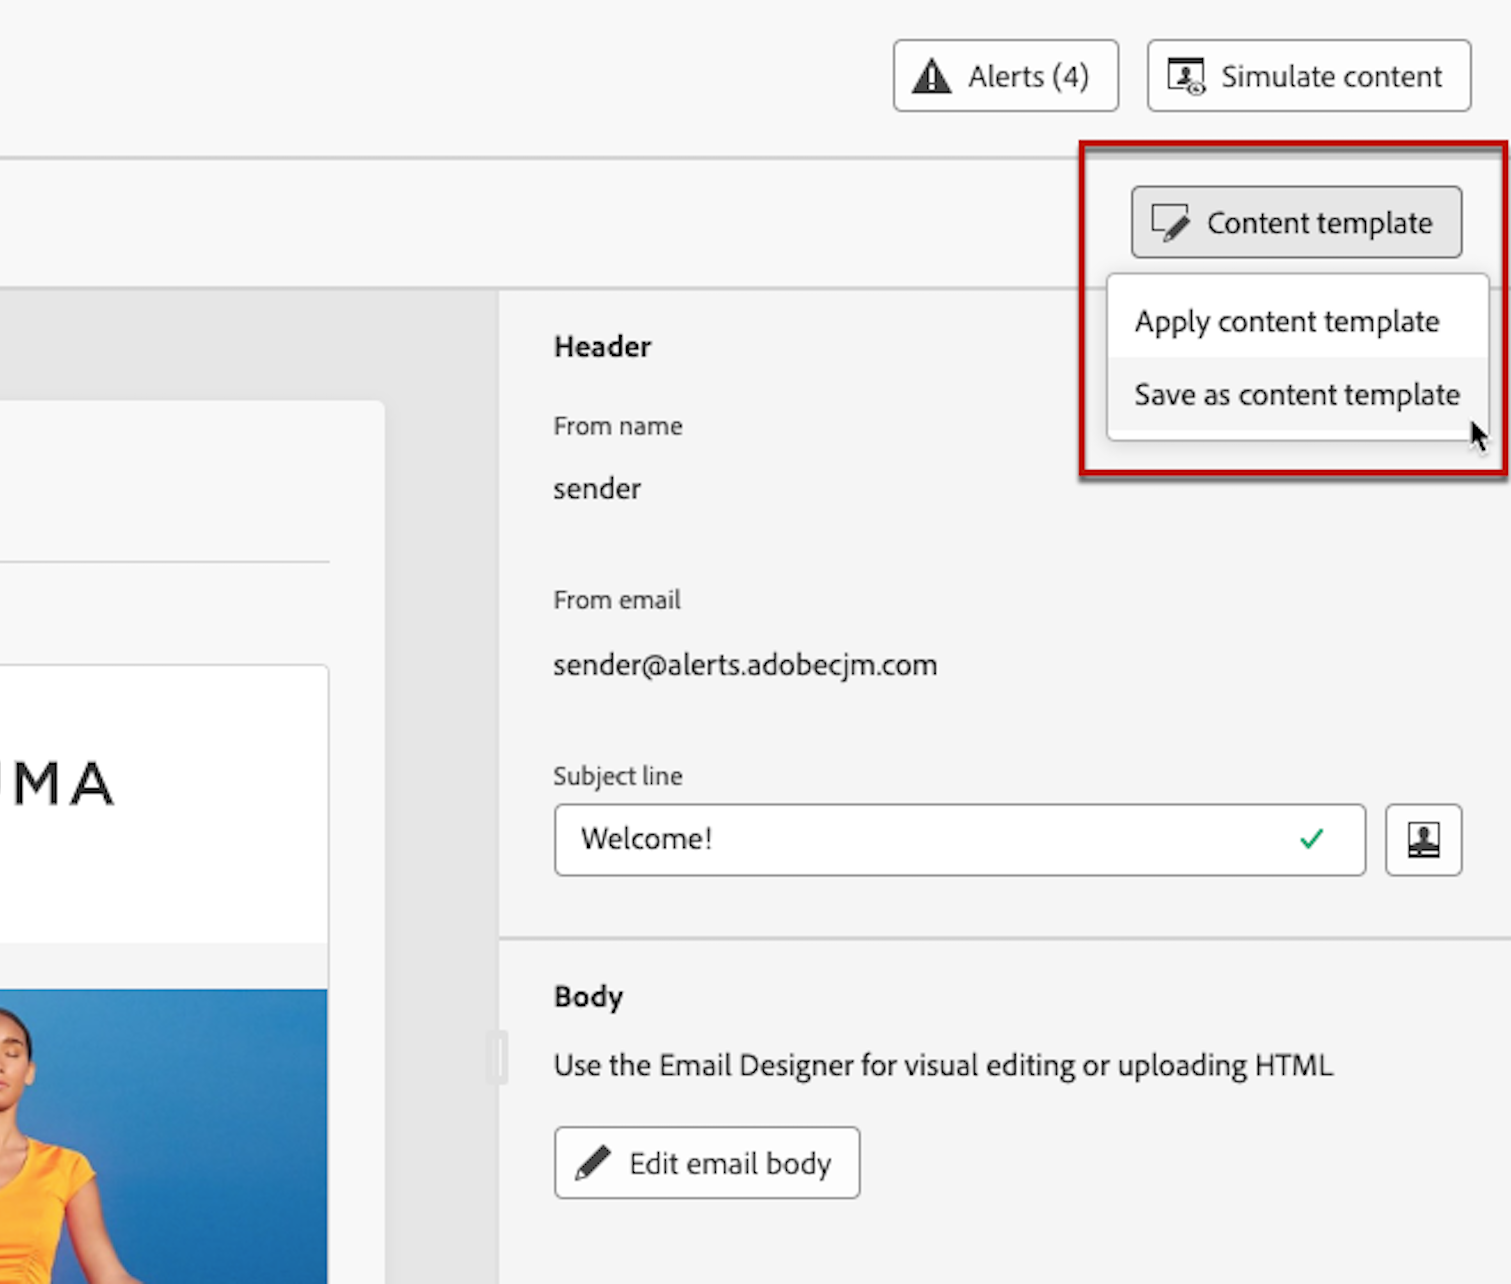 Alerts (4)
Simulate content
Content template
Apply content template
Save as content template
Header
From name
sender
From email
sender@alerts.adobecjm.com
Subject line
Welcome!
UMA
Body
Use the Email Designer for visual editing or uploading HTML
Edit email body